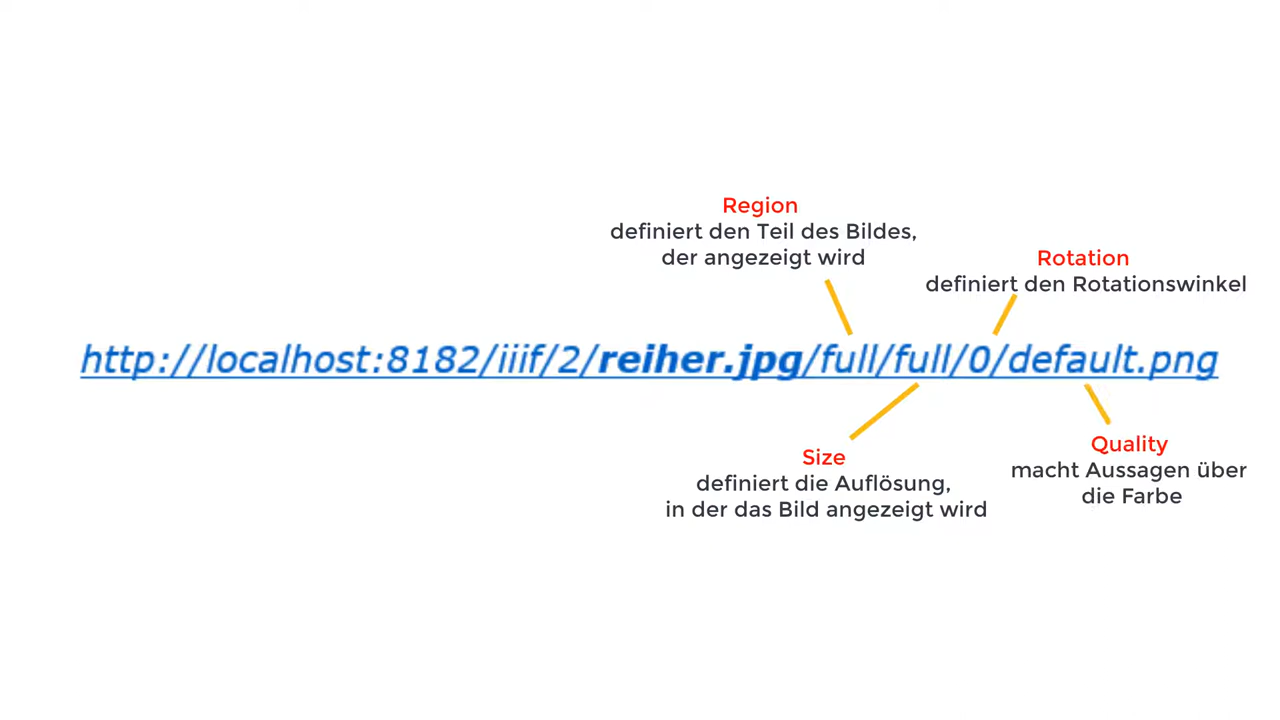 Region
definiert den Teil des Bildes,
der angezeigt wird
Rotation
definiert den Rotationswinkel
http://localhost:8182/iiif/2/reiher.jpg/full/full/0/default.png
Size
definiert die Auflösung,
in der das Bild angezeigt wird
Quality
macht Aussagen über
die Farbe